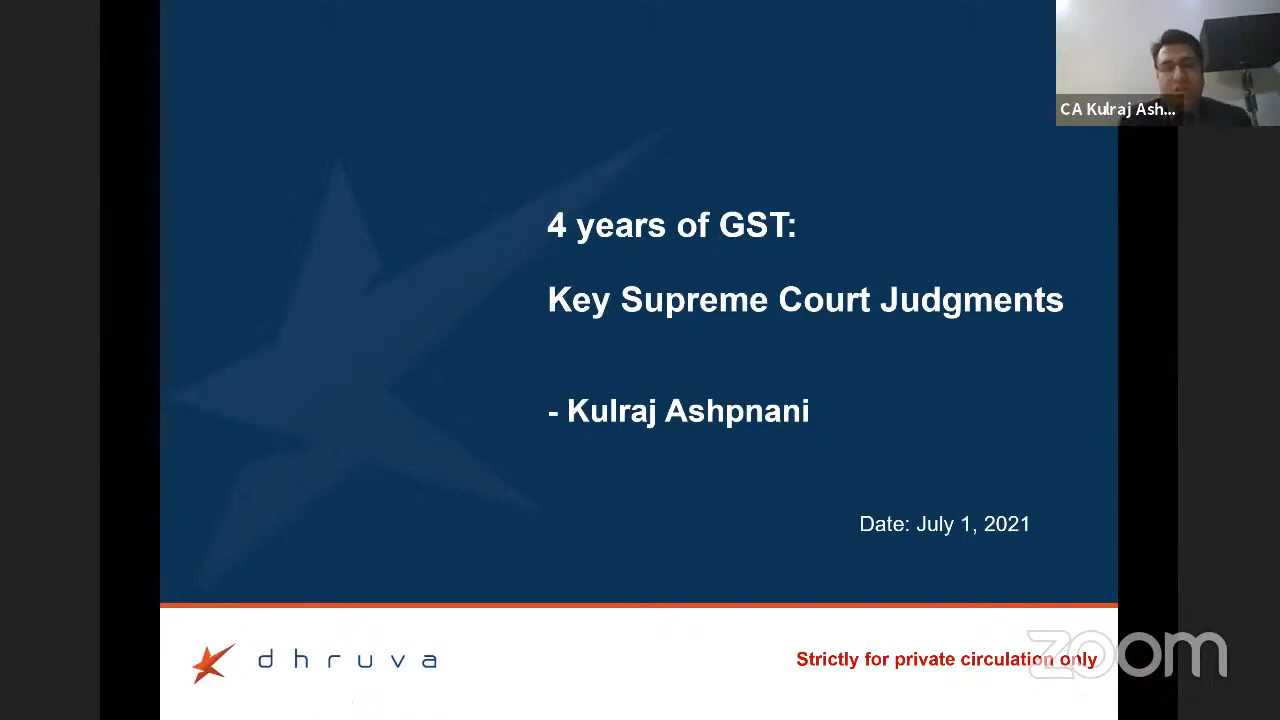 CA Kulraj Ash...
4 years of GST:
Key Supreme Court Judgments
- Kulraj Ashpnani
Date: July 1, 2021
dhruva
Strictly for private circulation only
zoom